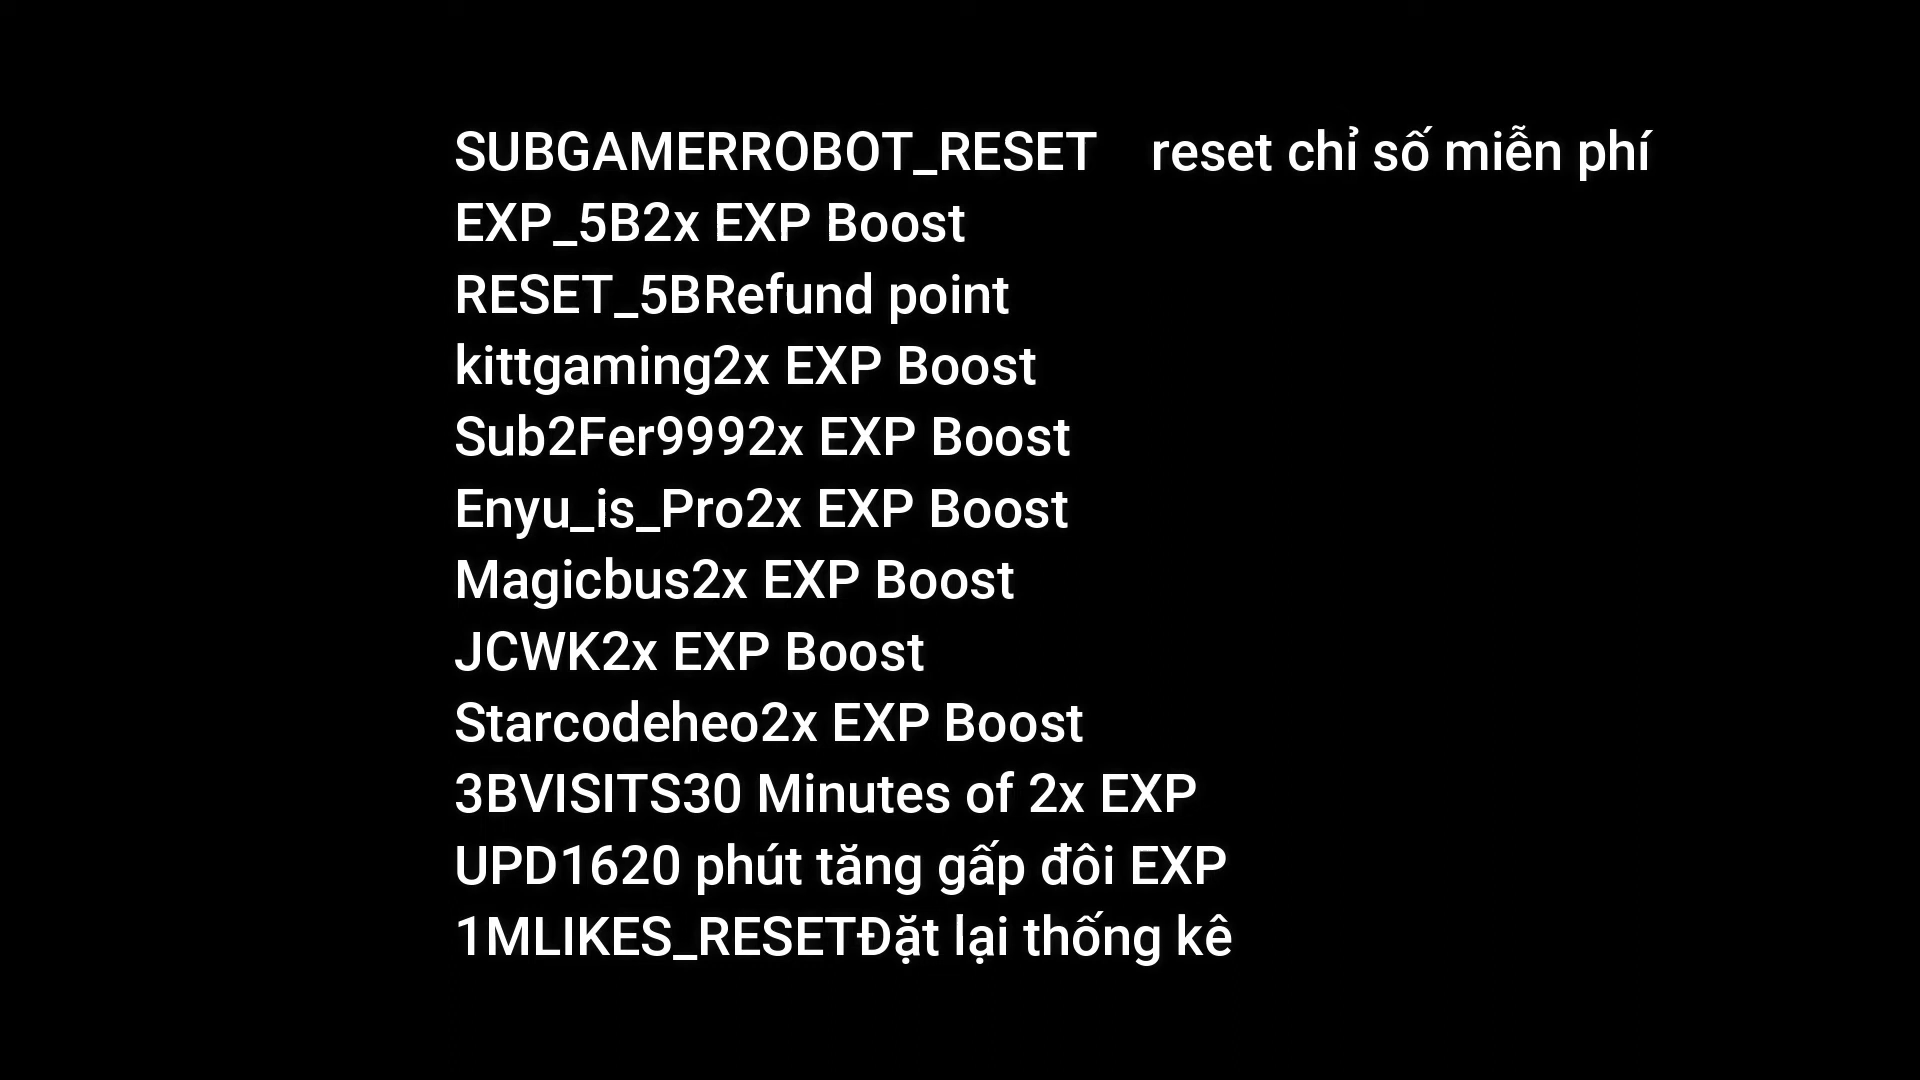 SUBGAMERROBOT_RESET reset chỉ số miễn phí
EXP_5B2x EXP Boost
RESET_5BRefund point
kittgaming2x EXP Boost
Sub2Fer9992x EXP Boost
Enyu_is_Pro2x EXP Boost
Magicbus2x EXP Boost
JCWK2x EXP Boost
Starcodeheo2x EXP Boost
3BVISITS30 Minutes of 2x EXP
UPD1620 phút tăng gấp đôi EXP
1MLIKES_RESETĐặt lại thống kê